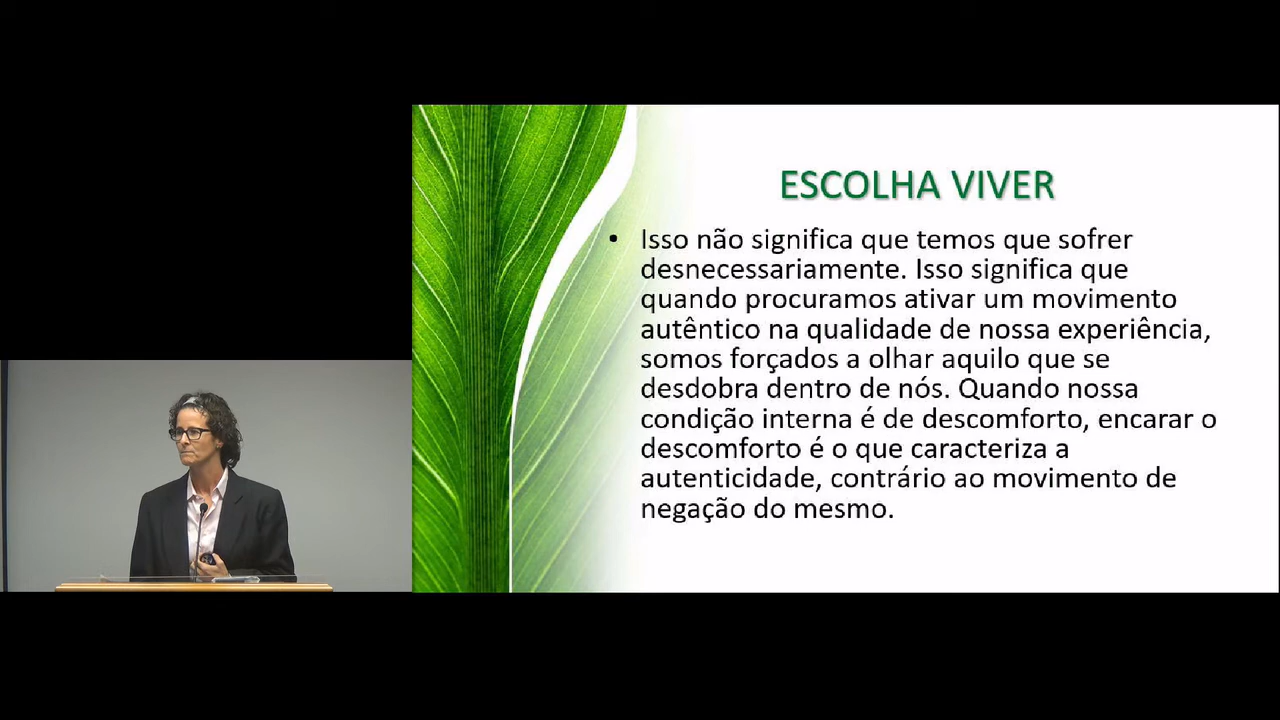 ESCOLHA VIVER
• Isso não significa que temos que sofrer
desnecessariamente. Isso significa que
quando procuramos ativar um movimento
autêntico na qualidade de nossa experiência,
somos forçados a olhar aquilo que se
desdobra dentro de nós. Quando nossa
condição interna é de descomforto, encarar o
descomforto é o que caracteriza a
autenticidade, contrário ao movimento de
negação do mesmo.